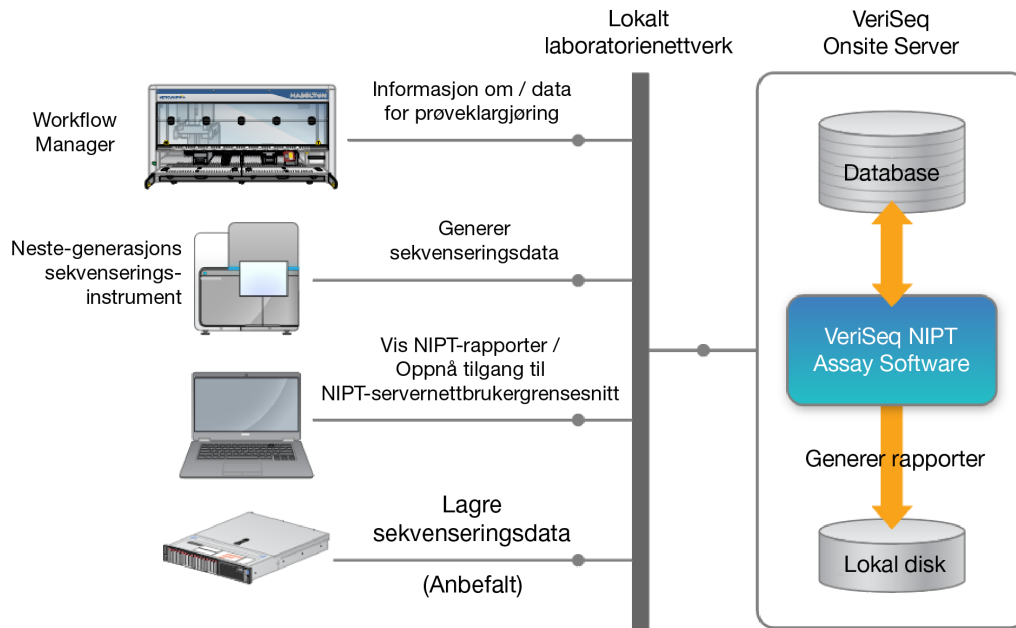 Lokalt
laboratorienettverk
VeriSeq
Onsite Server
Workflow
Manager
HAMILTON
Informasjon om / data
for prøveklargjøring
Neste-generasjons
sekvenserings-
instrument
Generer
sekvenseringsdata
Vis NIPT-rapporter /
Oppnå tilgang til
NIPT-servernettbrukergrensesnitt
Lagre
sekvenseringsdata
(Anbefalt)
Database
VeriSeq NIPT
Assay Software
Generer rapporter
Lokal disk